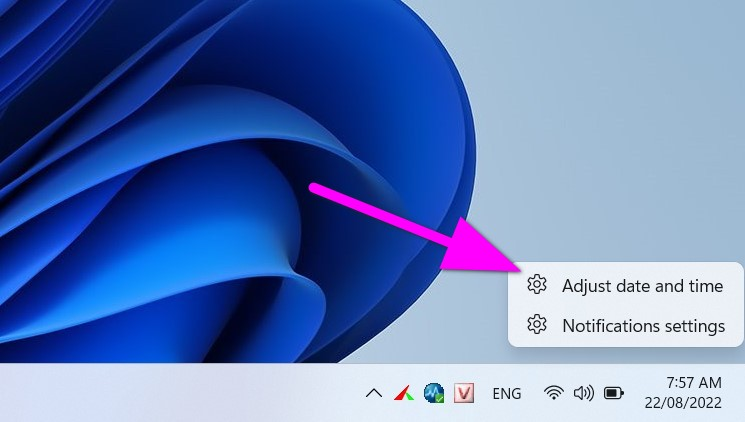 Adjust date and time
Notifications settings
V ENG 7:57 AM
22/08/2022